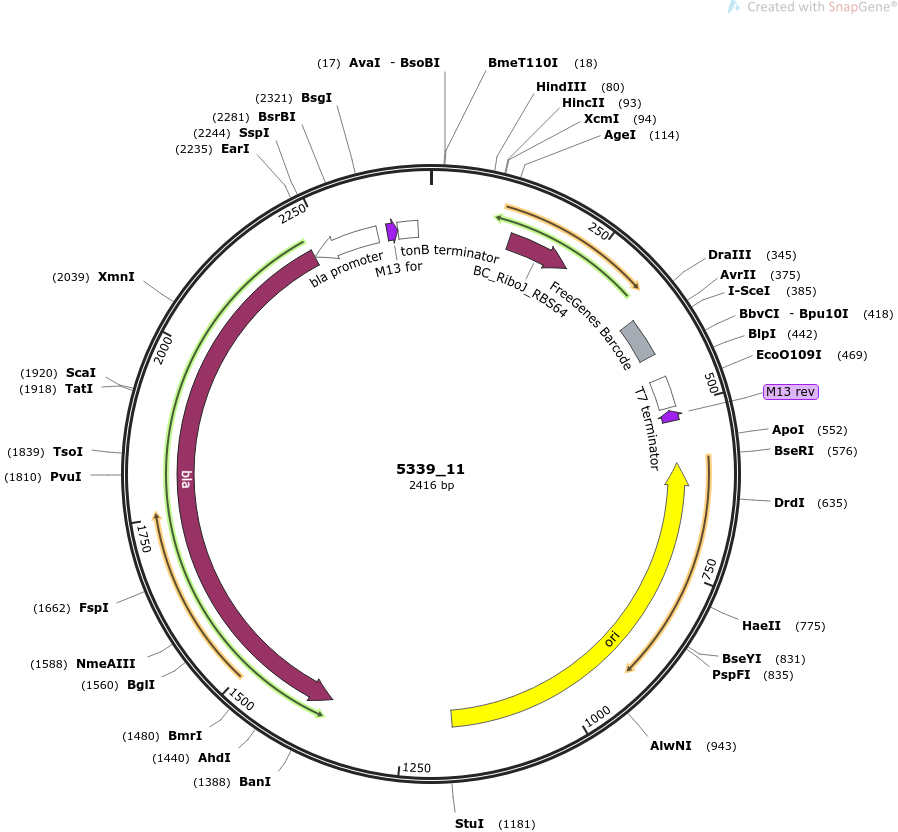 Created with SnapGene®
(17) AvaI - BsoBI
BmeT110I (18)
HindIII (80)
HincII (93)
XcmI (94)
AgeI (114)
(2321) BsgI
(2281) BsrBI
(2244) SspI
(2235) EarI
(2039) XmnI
(1920) ScaI
(1918) TatI
(1839) TsoI
(1810) PvuI
(1662) FspI
(1588) NmeAIII
(1560) BglI
(1480) BmrI
(1440) AhdI
(1388) BanI
DraIII (345)
AvrII (375)
I-SceI (385)
BbvCI - Bpu10I (418)
BlpI (442)
EcoO109I (469)
M13 rev
ApoI (552)
BseRI (576)
DrdI (635)
HaeII (775)
BseYI (831)
PspFI (835)
AlwNI (943)
StuI (1181)
250
500
750
1000
1250
1500
1750
2000
2250
bla promoter
M13 for
tonB terminator
BC_RiboJ_RBS64
FreeGenes Barcode
T7 terminator
ori
bla
5339_11
2416 bp